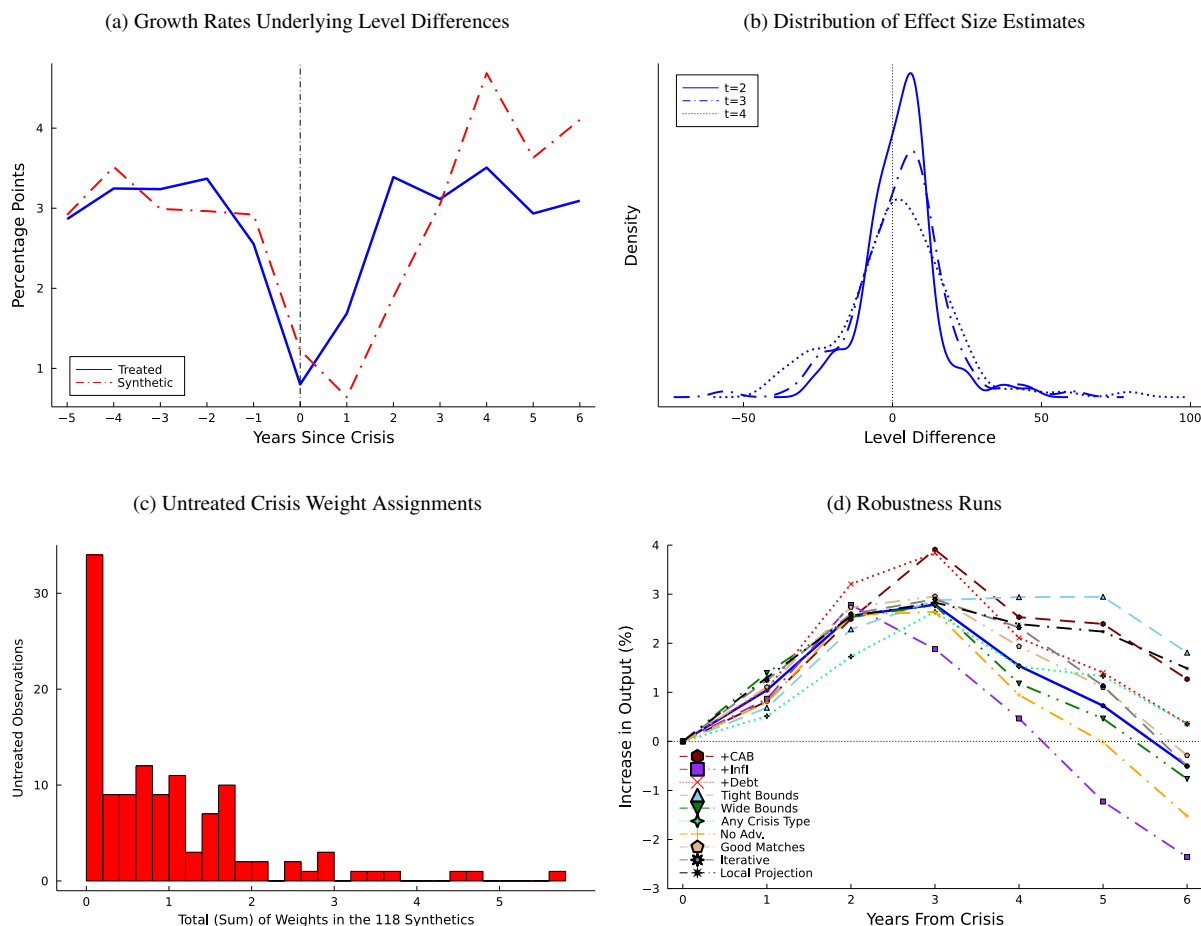 (a) Growth Rates Underlying Level Differences
Percentage Points
4
3
2
1
Treated
Synthetic
−5 −4 −3 −2 −1 0 1 2 3 4 5 6
Years Since Crisis
(b) Distribution of Effect Size Estimates
t=2
t=3
t=4
Density
−50 0 50 100
Level Difference
(c) Untreated Crisis Weight Assignments
Untreated Observations
30
20
10
0
0 1 2 3 4 5
Total (Sum) of Weights in the 118 Synthetics
(d) Robustness Runs
Increase in Output (%)
4
3
2
1
0
−1
−2
−3
+CAB
+Infl
+Debt
Tight Bounds
Wide Bounds
Any Crisis Type
No Adv.
Good Matches
Iterative
Local Projection
0 1 2 3 4 5 6
Years From Crisis